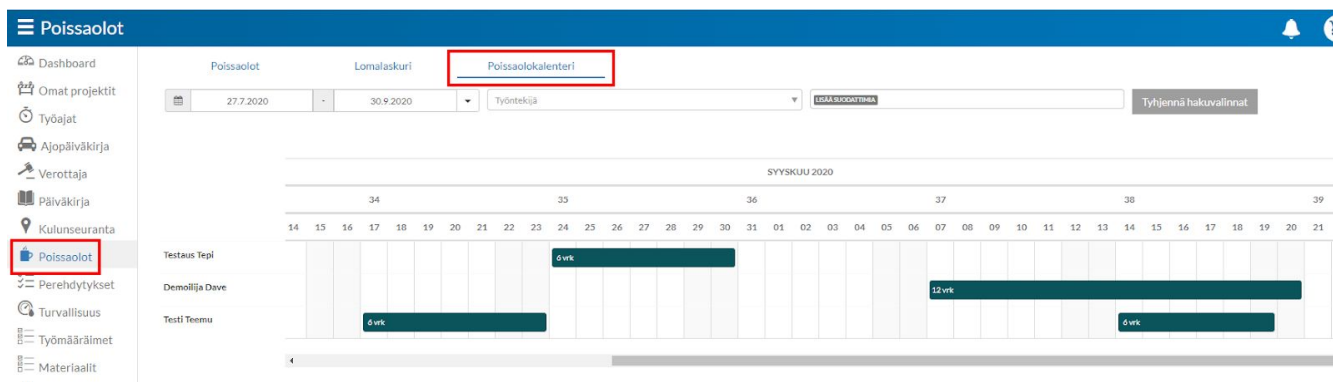 Poissaolot
Dashboard
Omat projektit
Työajat
Ajopäiväkirja
Verottaja
Päiväkirja
Kulunseuranta
Poissaolot
Perehdytykset
Turvallisuus
Työmääräimet
Materiaalit
Poissaolot Lomalaskuri Poissaolokalenteri
27.7.2020 - 30.9.2020 Työntekijä LISÄÄ SUODATTIMIA Tyhjennä hakuvalinnat
SYYSKUU 2020
34 35 36 37 38 39
14 15 16 17 18 19 20 21 22 23 24 25 26 27 28 29 30 31 01 02 03 04 05 06 07 08 09 10 11 12 13 14 15 16 17 18 19 20 21
Testaus Tepi 6 vrk
Demoilija Dave 12 vrk
Testi Teemu 6 vrk 6 vrk